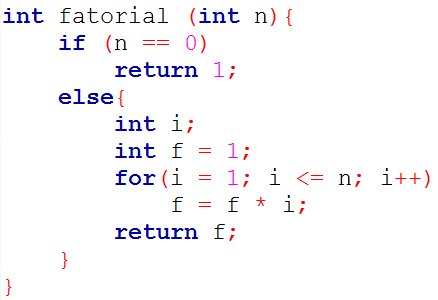 int fatorial (int n){
    if (n == 0)
        return 1;
    else{
        int i;
        int f = 1;
        for(i = 1; i <= n; i++)
            f = f * i;
        return f;
    }
}